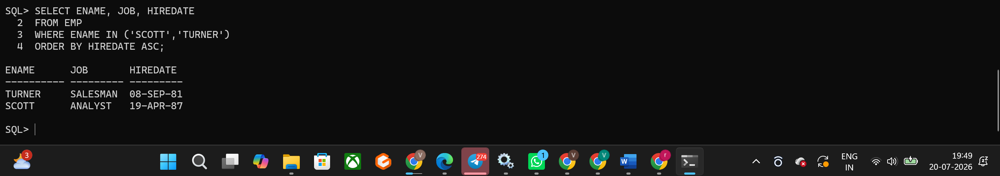 SQL> SELECT ENAME, JOB, HIREDATE
  2  FROM EMP
  3  WHERE ENAME IN ('SCOTT','TURNER')
  4  ORDER BY HIREDATE ASC;
ENAME      JOB       HIREDATE
---------- --------- ---------
TURNER     SALESMAN  08-SEP-81
SCOTT      ANALYST   19-APR-87
SQL>
3
V
274
1
V
V
W
r
ENG
IN
19:49
20-07-2026